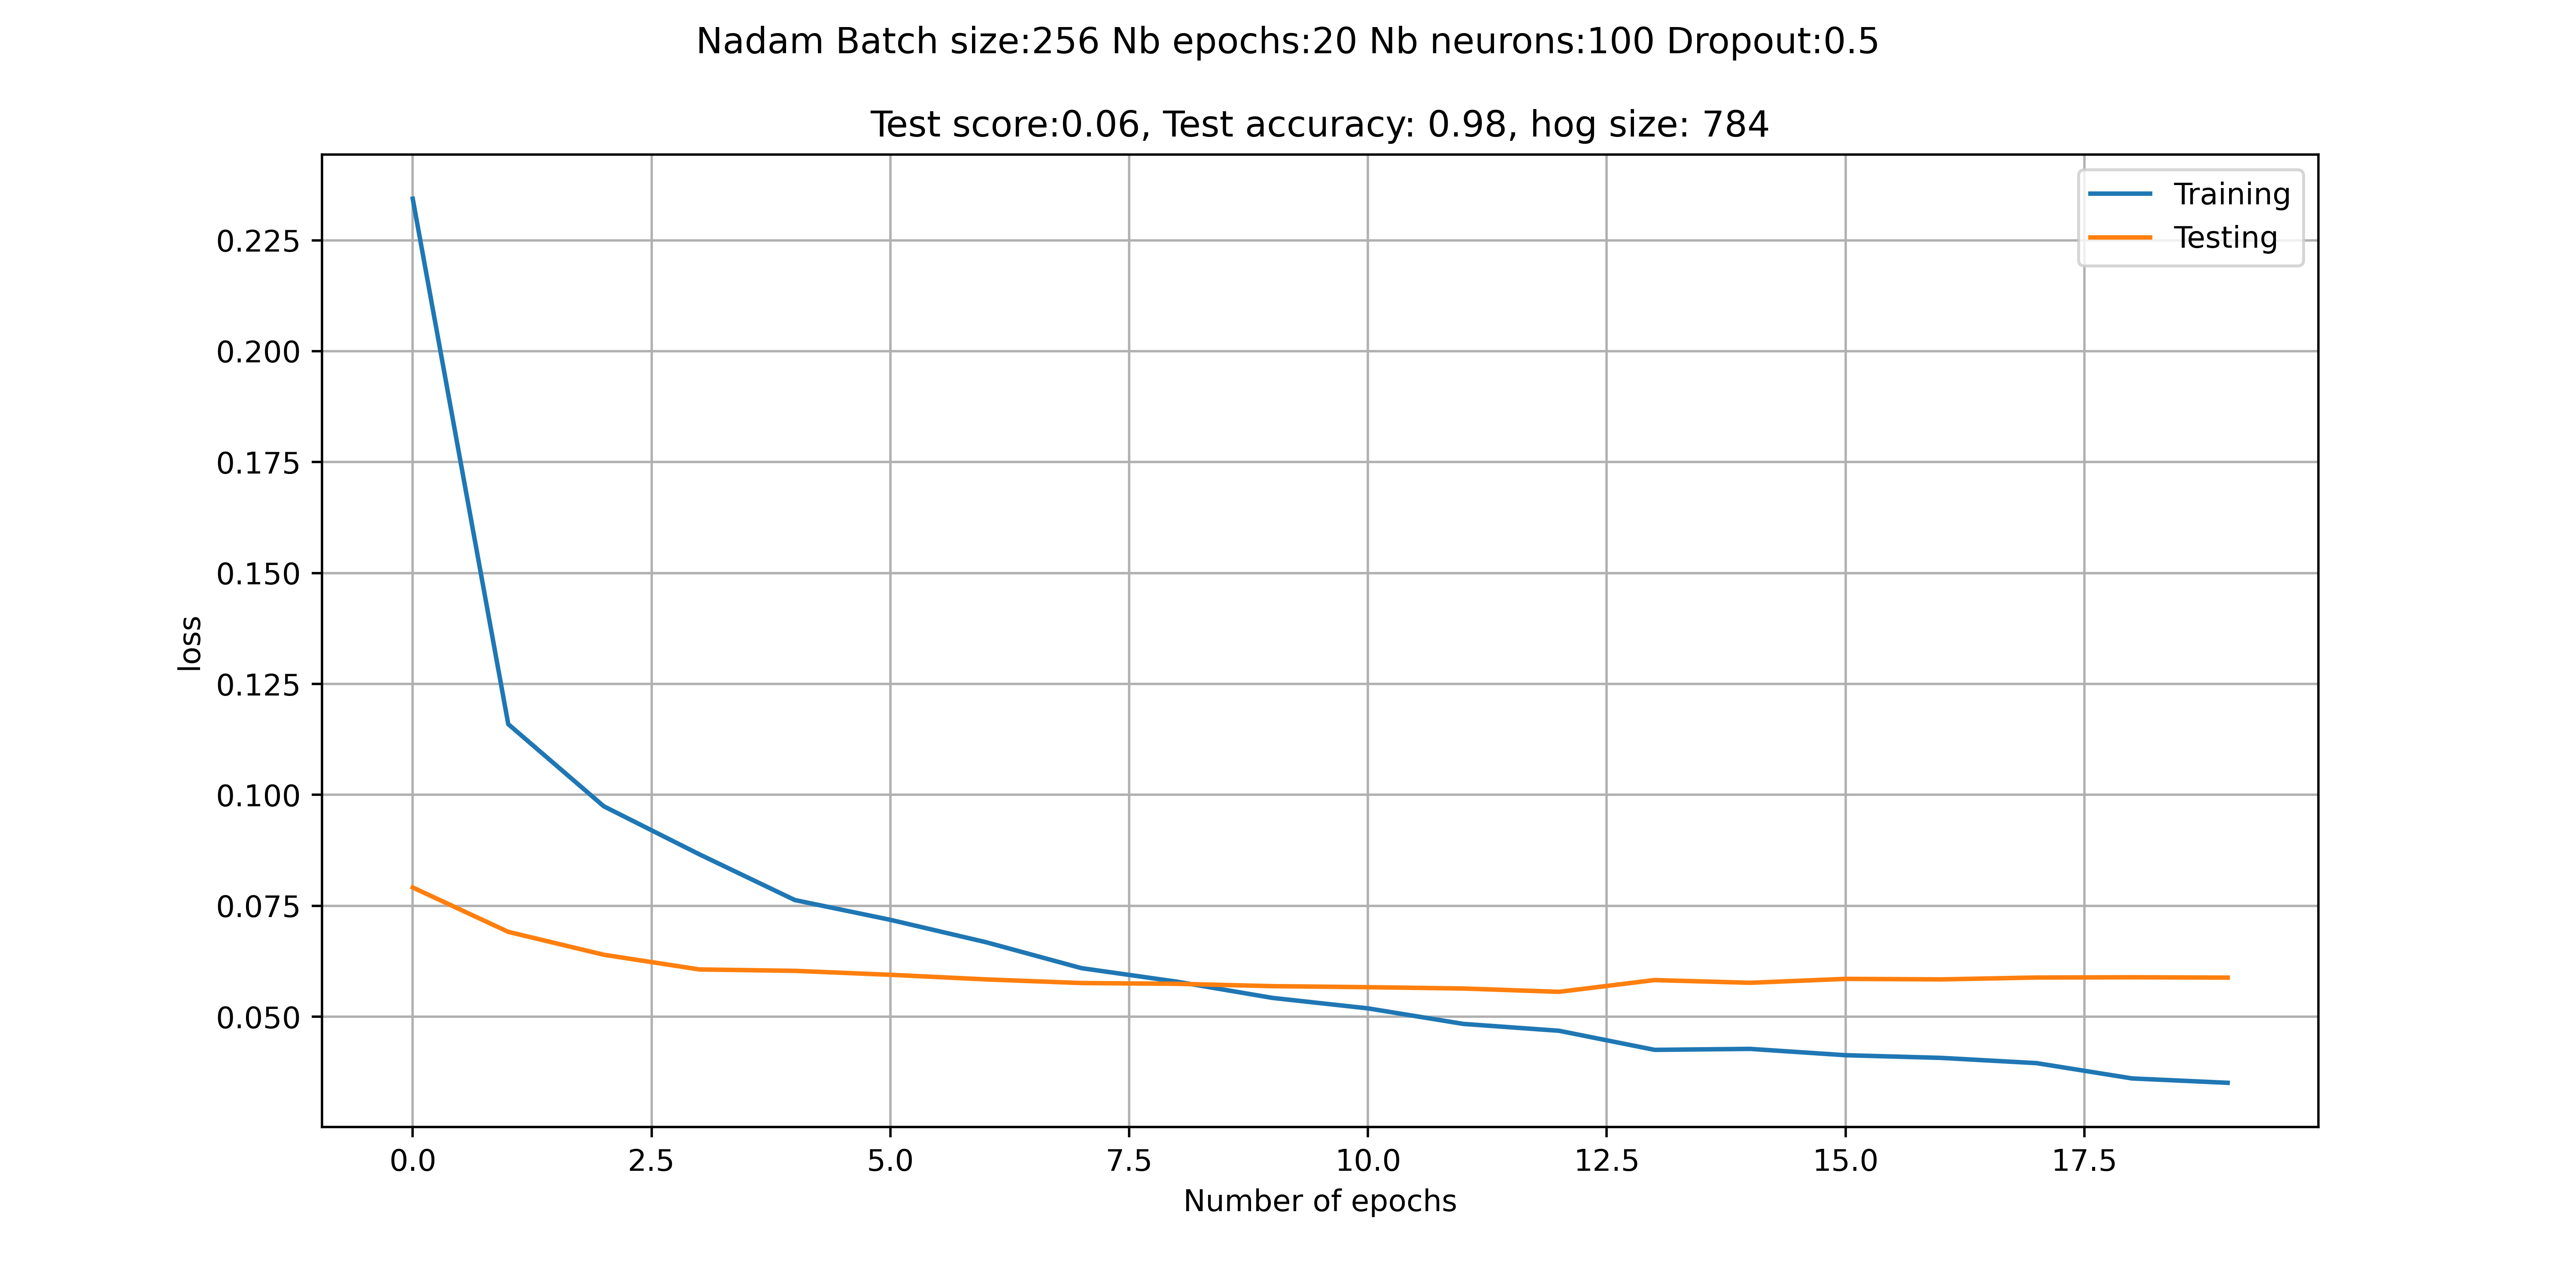 Nadam Batch size:256 Nb epochs:20 Nb neurons:100 Dropout:0.5
Test score:0.06, Test accuracy: 0.98, hog size: 784
Training
Testing
0.225
0.200
0.175
0.150
0.125
0.100
0.075
0.050
loss
0.0 2.5 5.0 7.5 10.0 12.5 15.0 17.5
Number of epochs